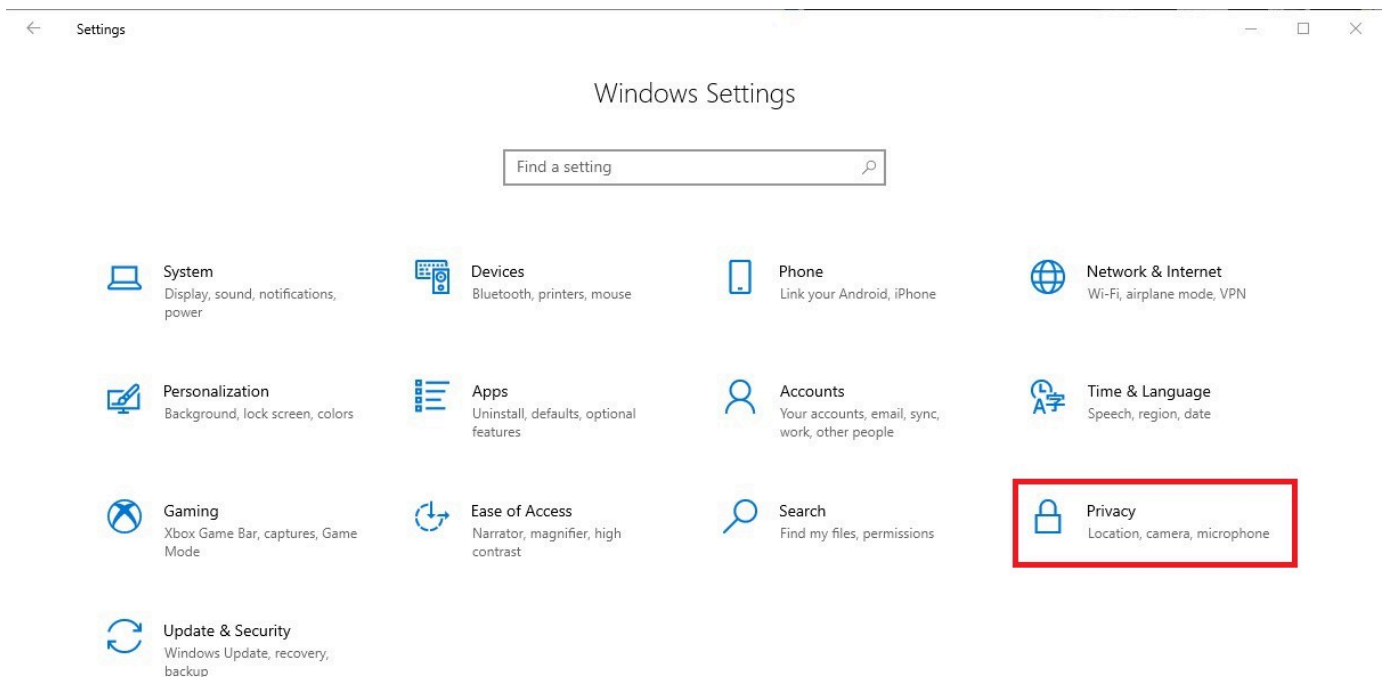 Settings
Windows Settings
Find a setting
System
Display, sound, notifications,
power
Devices
Bluetooth, printers, mouse
Phone
Link your Android, iPhone
Network & Internet
Wi-Fi, airplane mode, VPN
Personalization
Background, lock screen, colors
Apps
Uninstall, defaults, optional
features
Accounts
Your accounts, email, sync,
work, other people
Time & Language
Speech, region, date
Gaming
Xbox Game Bar, captures, Game
Mode
Ease of Access
Narrator, magnifier, high
contrast
Search
Find my files, permissions
Privacy
Location, camera, microphone
Update & Security
Windows Update, recovery,
backup